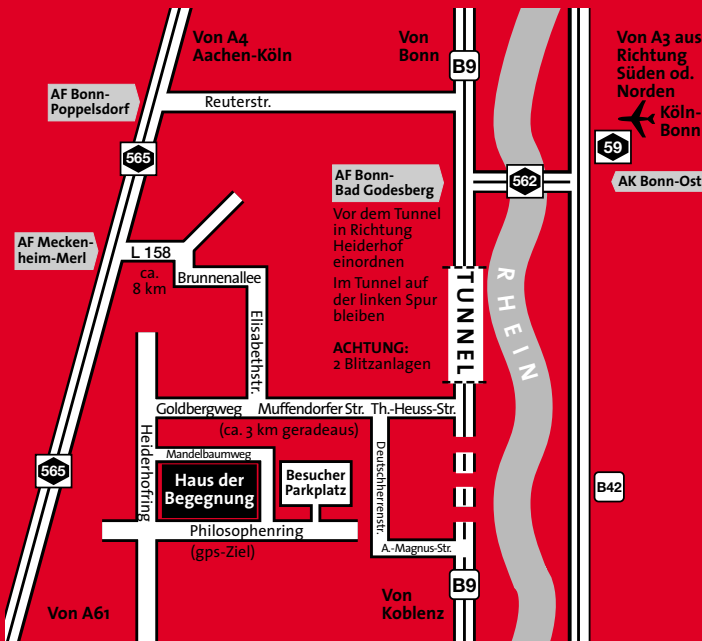 Von A4
Aachen-Köln
Von
Bonn
B9
Von A3 aus
Richtung
Süden od.
Norden
Köln-
Bonn
AF Bonn-
Poppelsdorf
Reuterstr.
565
59
AF Bonn-
Bad Godesberg
562
AK Bonn-Ost
Vor dem Tunnel
in Richtung
Heiderhof
einordnen
Im Tunnel auf
der linken Spur
bleiben
ACHTUNG:
2 Blitzanlagen
AF Mecken-
heim-Merl
L 158
ca.
8 km
Brunnenallee
Elisabethstr.
TUNNEL
RHEIN
Goldbergweg
Muffendorfer Str.
Th.-Heuss-Str.
(ca. 3 km geradeaus)
Heiderhofring
Mandelbaumweg
Deutschherrenstr.
565
Haus der
Begegnung
Besucher
Parkplatz
B42
Philosophenring
(gps-Ziel)
A.-Magnus-Str.
Von A61
Von
Koblenz
B9